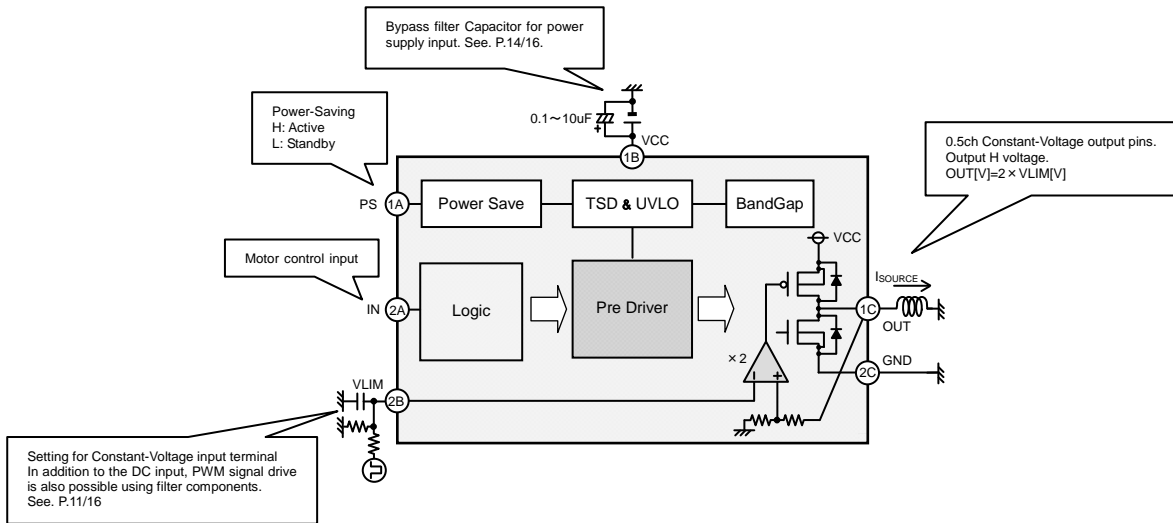 Bypass filter Capacitor for power
supply input. See. P.14/16.
Power-Saving
H: Active
L: Standby
0.1～10uF
+
VCC
1B
0.5ch Constant-Voltage output pins.
Output H voltage.
OUT[V]=2×VLIM[V]
PS
1A
Power Save
TSD & UVLO
BandGap
VCC
Motor control input
ISOURCE
IN
2A
Logic
Pre Driver
1C
OUT
×2
GND
2C
VLIM
2B
Setting for Constant-Voltage input terminal
In addition to the DC input, PWM signal drive
is also possible using filter components.
See. P.11/16